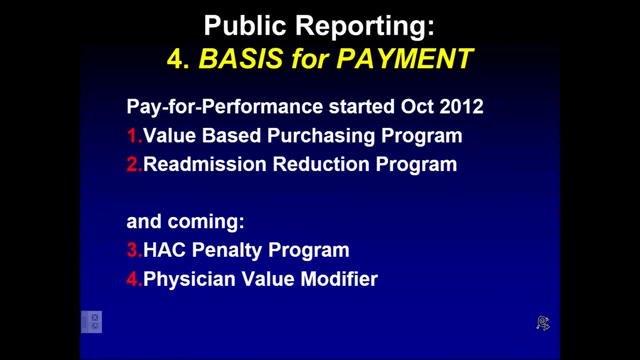 Public Reporting:
4. BASIS for PAYMENT
Pay-for-Performance started Oct 2012
1.Value Based Purchasing Program
2.Readmission Reduction Program
and coming:
3.HAC Penalty Program
4.Physician Value Modifier